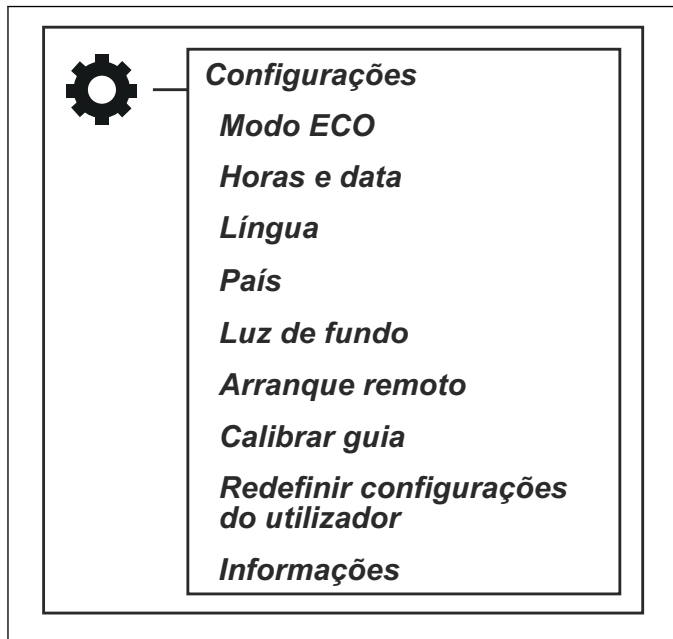 Configurações
Modo ECO
Horas e data
Língua
País
Luz de fundo
Arranque remoto
Calibrar guia
Redefinir configurações
do utilizador
Informações